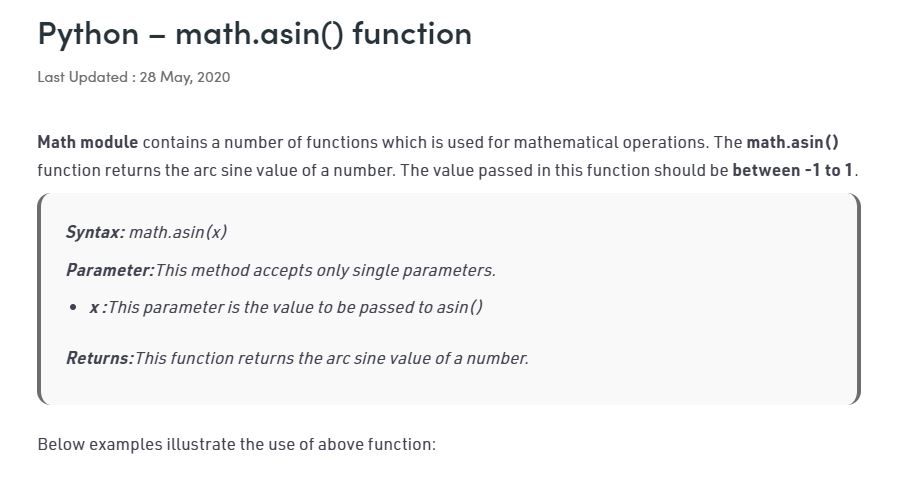 Python – math.asin() function
Last Updated : 28 May, 2020
Math module contains a number of functions which is used for mathematical operations. The math.asin()
function returns the arc sine value of a number. The value passed in this function should be between -1 to 1.
Syntax: math.asin(x)
Parameter:This method accepts only single parameters.
• x :This parameter is the value to be passed to asin()
Returns:This function returns the arc sine value of a number.
Below examples illustrate the use of above function: